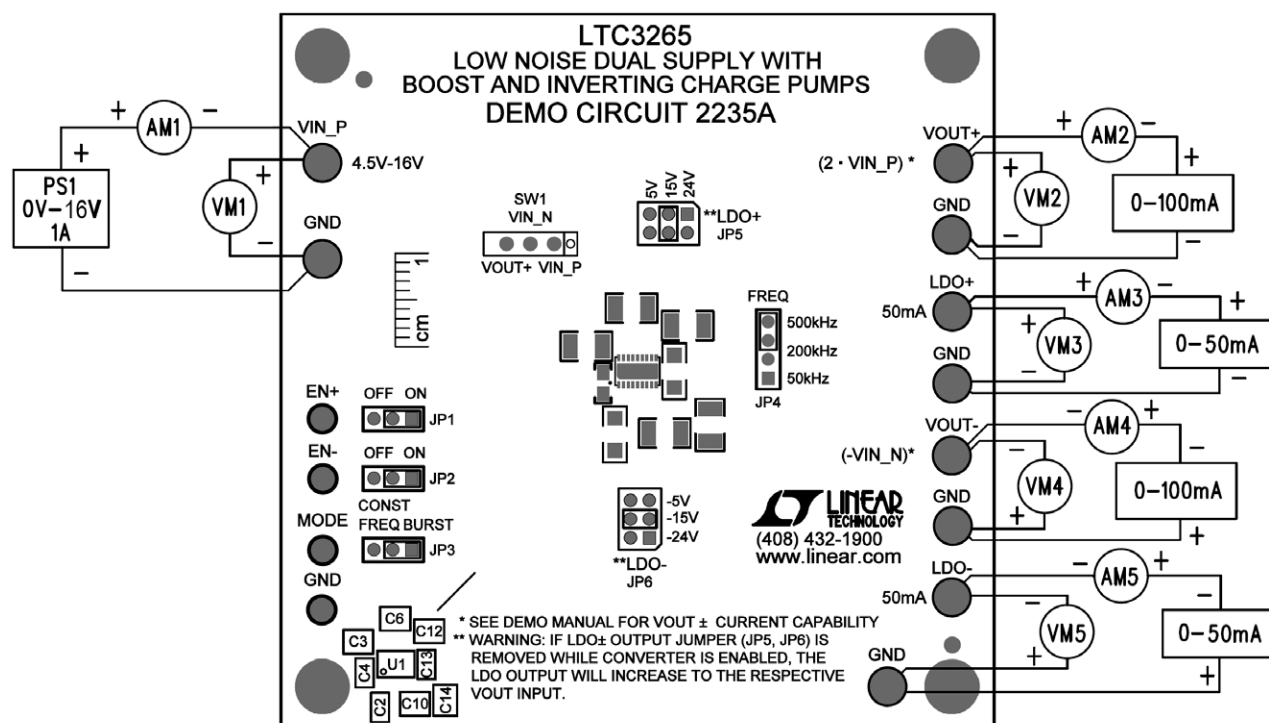 LTC3265
LOW NOISE DUAL SUPPLY WITH
BOOST AND INVERTING CHARGE PUMPS
DEMO CIRCUIT 2235A
+ AM1 -
VIN_P
4.5V-16V
+
PS1
0V-16V
1A
-
+
VM1
-
GND
SW1
VIN_N
VOUT+ VIN_P
5V 15V 24V
**LDO+
JP5
1
cm
FREQ
500kHz
200kHz
50kHz
JP4
VOUT+
(2 · VIN_P) *
+ AM2 -
+
VM2
-
+
0-100mA
-
GND
LDO+
50mA
+ AM3 -
+
VM3
-
+
0-50mA
-
GND
VOUT-
(-VIN_N)*
- AM4 +
-
VM4
+
-
0-100mA
+
GND
LDO-
50mA
- AM5 +
-
VM5
+
-
0-50mA
+
GND
EN+
OFF ON
JP1
EN-
OFF ON
JP2
MODE
CONST
FREQ BURST
JP3
GND
-5V
-15V
-24V
**LDO-
JP6
LINEAR
TECHNOLOGY
(408) 432-1900
www.linear.com
C6
C12
C3
C4
U1
C13
C2
C10
C14
* SEE DEMO MANUAL FOR VOUT ± CURRENT CAPABILITY
** WARNING: IF LDO± OUTPUT JUMPER (JP5, JP6) IS
REMOVED WHILE CONVERTER IS ENABLED, THE
LDO OUTPUT WILL INCREASE TO THE RESPECTIVE
VOUT INPUT.